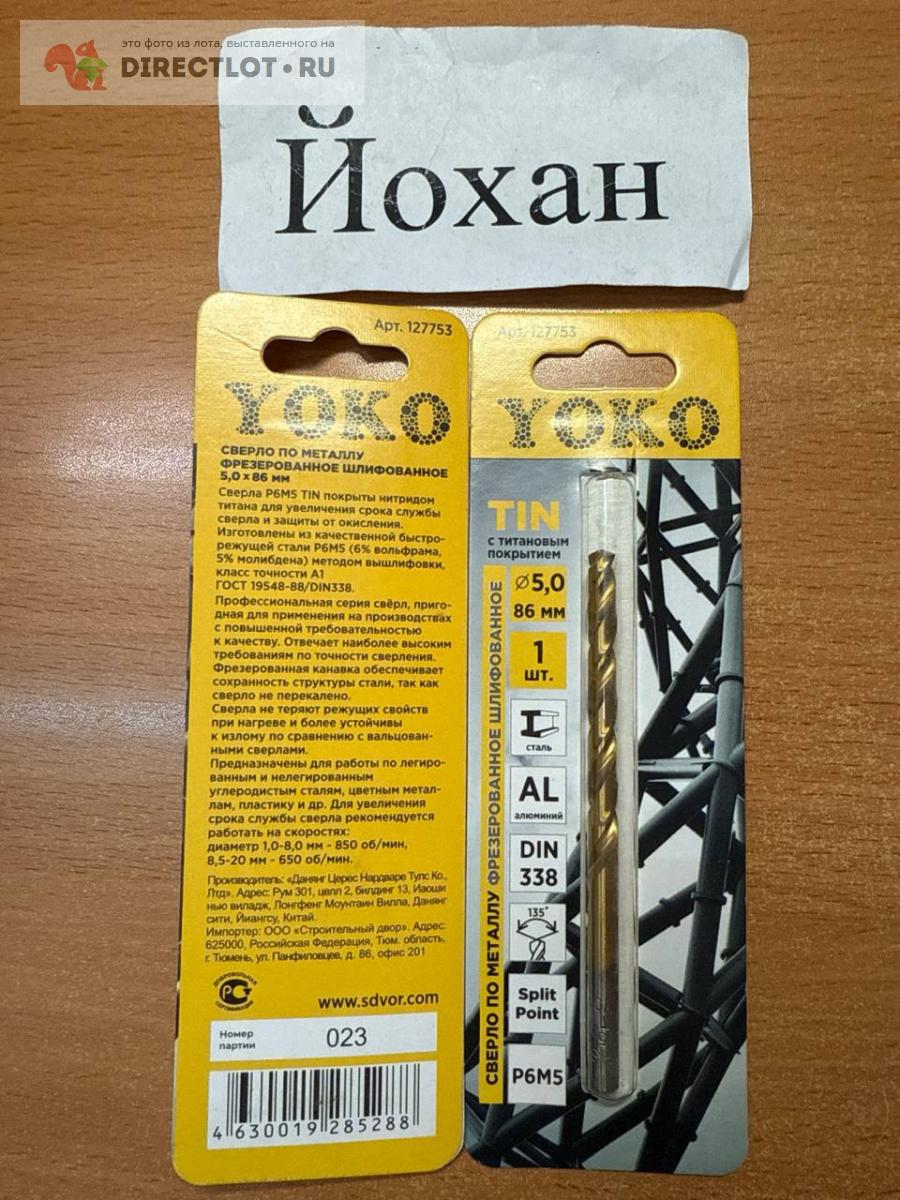 это фото из лота, выставленного на
DIRECTLOT.RU
Йохан
Арт. 127753
YOKO
СВЕРЛО ПО МЕТАЛЛУ
ФРЕЗЕРОВАННОЕ ШЛИФОВАННОЕ
5,0 x 86 мм
Сверла Р6М5 TIN покрыты нитридом
титана для увеличения срока службы
сверла и защиты от окисления.
Изготовлены из качественной быстро-
режущей стали Р6М5 (6% вольфрама,
5% молибдена) методом вышлифовки,
класс точности А1
ГОСТ 19548-88/DIN338.
Профессиональная серия свёрл, приго-
дная для применения на производствах
с повышенной требовательностью
к качеству. Отвечает наиболее высоким
требованиям по точности сверления.
Фрезерованная канавка обеспечивает
сохранность структуры стали, так как
сверло не перекалено.
Сверла не теряют режущих свойств
при нагреве и более устойчивы
к излому по сравнению с вальцован-
ными сверлами.
Предназначены для работы по легиро-
ванным и нелегированным
углеродистым сталям, цветным метал-
лам, пластику и др. Для увеличения
срока службы сверла рекомендуется
работать на скоростях:
диаметр 1,0-8,0 мм - 850 об/мин,
8,5-20 мм - 650 об/мин.
Производитель: «Данянг Церес Нардваре Тулс Ко.,
Лтд». Адрес: Рум 301, целл 2, билдинг 13, Иаоши
нью виладж, Лонгфенг Моунтаин Вилла, Данянг
сити, Йиангсу, Китай.
Импортер: ООО «Строительный двор». Адрес:
625000, Российская Федерация, Тюм. область,
г. Тюмень, ул. Панфиловцев, д. 86, офис 201
ДОБРОВОЛЬНАЯ
СЕРТИФИКАЦИЯ
www.sdvor.com
Номер
партии
023
4 630019 285288
Арт. 127753
YOKO
TIN
с титановым
покрытием
СВЕРЛО ПО МЕТАЛЛУ ФРЕЗЕРОВАННОЕ ШЛИФОВАННОЕ
Ø5,0
86 мм
1
шт.
сталь
AL
алюминий
DIN
338
135°
Split
Point
Р6М5